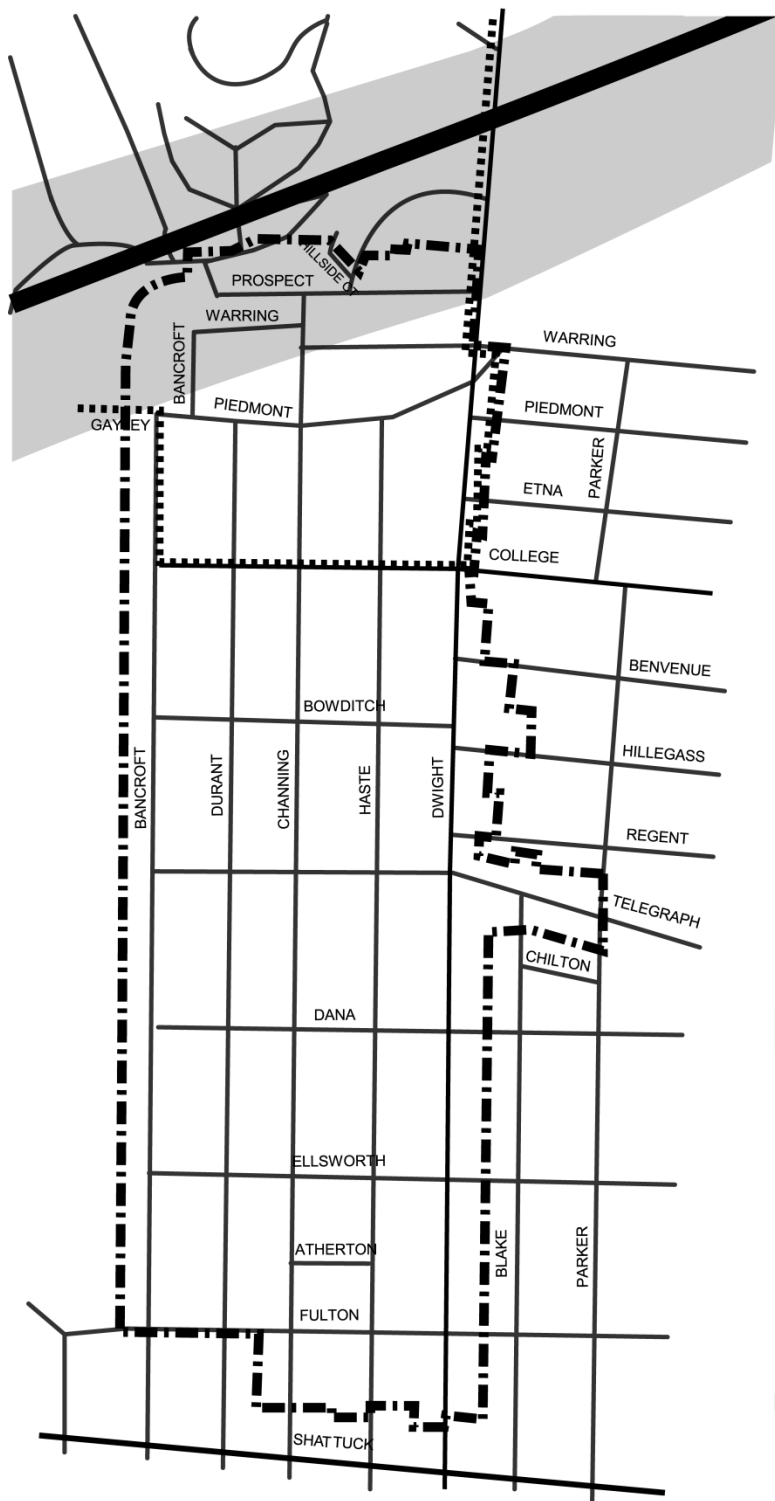 HILLSIDE CT
PROSPECT
WARRING
BANCROFT
WARRING
PIEDMONT
GAYLEY
PIEDMONT
PARKER
ETNA
COLLEGE
BENVENUE
BOWDITCH
HILLEGASS
BANCROFT
DURANT
CHANNING
HASTE
DWIGHT
REGENT
TELEGRAPH
CHILTON
DANA
ELLSWORTH
ATHERTON
BLAKE
PARKER
FULTON
SHATTUCK